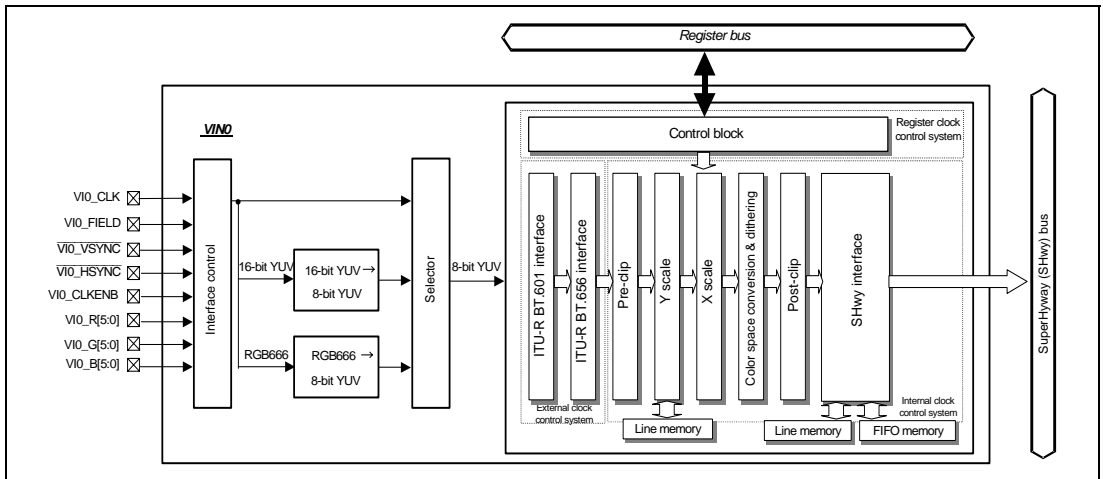 Register bus
VIN0
Control block
Register clock
control system
VI0_CLK
VI0_FIELD
VI0_VSYNC
VI0_HSYNC
VI0_CLKENB
VI0_R[5:0]
VI0_G[5:0]
VI0_B[5:0]
Interface control
16-bit YUV
16-bit YUV →
8-bit YUV
RGB666
RGB666 →
8-bit YUV
Selector
8-bit YUV
ITU-R BT.601 interface
ITU-R BT.656 interface
Pre-clip
Y scale
X scale
Color space conversion & dithering
Post-clip
SHwy interface
External clock
control system
Internal clock
control system
Line memory
Line memory
FIFO memory
SuperHyway (SHwy) bus